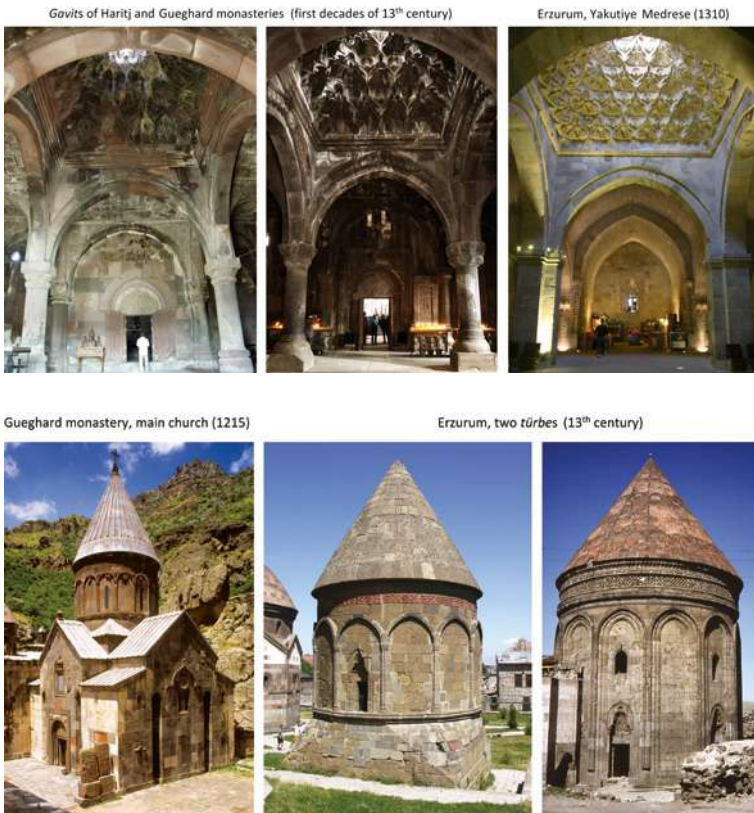 Gavits of Haritj and Gueghard monasteries (first decades of 13th century)
Erzurum, Yakutiye Medrese (1310)
Gueghard monastery, main church (1215)
Erzurum, two türbes (13th century)